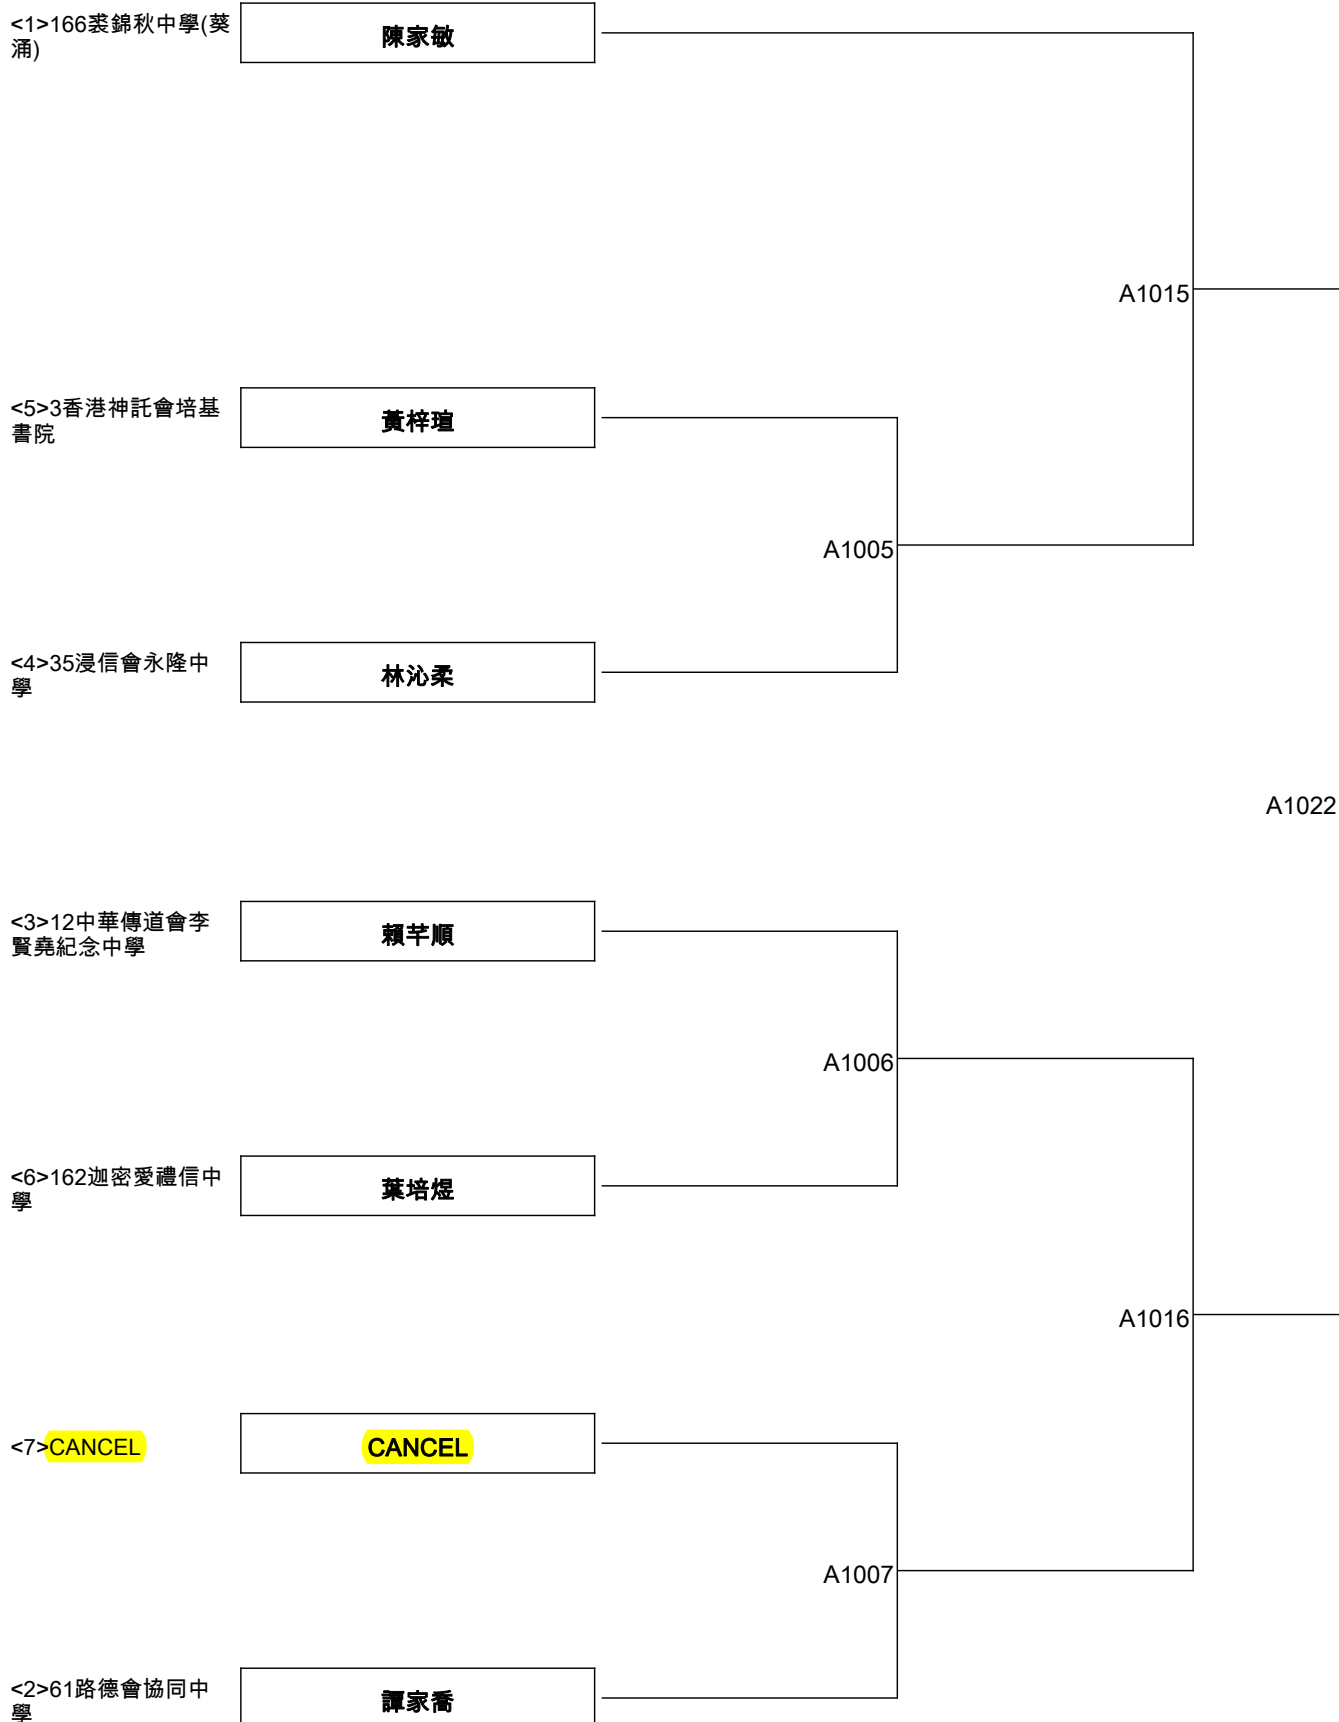 <1>166裘錦秋中學(葵
涌)
陳家敏
A1015
<5>3香港神託會培基
書院
黃梓瑄
A1005
<4>35浸信會永隆中
學
林沁柔
A1022
<3>12中華傳道會李
賢堯紀念中學
賴芊順
A1006
<6>162迦密愛禮信中
學
葉培煜
A1016
<7>CANCEL
CANCEL
A1007
<2>61路德會協同中
學
譚家喬